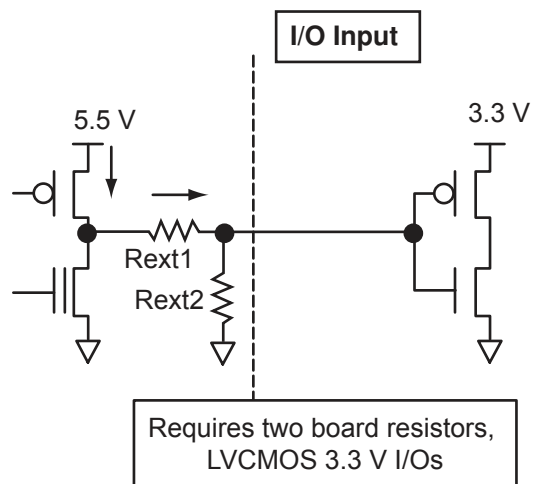 I/O Input
5.5 V
3.3 V
Rext1
Rext2
Requires two board resistors,
LVCMOS 3.3 V I/Os